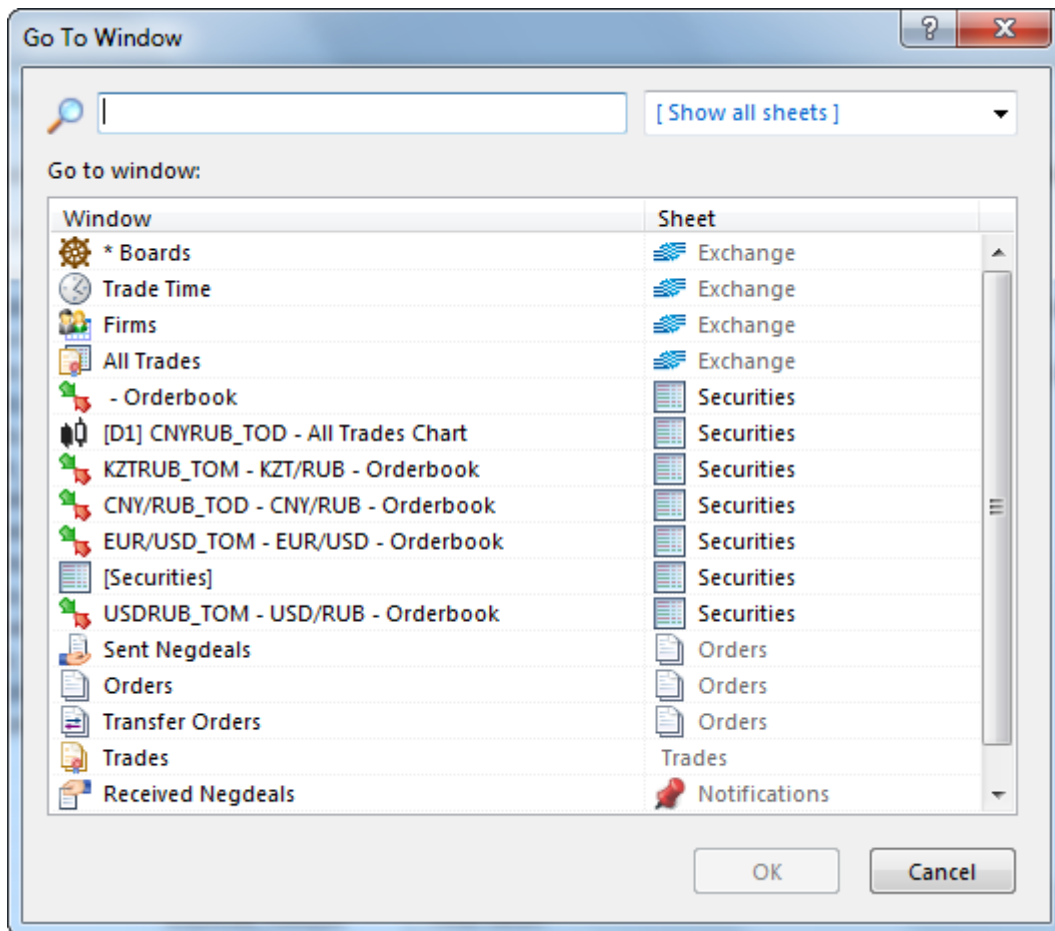 Go To Window
[ Show all sheets ]
Go to window:
Window Sheet
* Boards Exchange
Trade Time Exchange
Firms Exchange
All Trades Exchange
- Orderbook Securities
[D1] CNYRUB_TOD - All Trades Chart Securities
KZTRUB_TOM - KZT/RUB - Orderbook Securities
CNY/RUB_TOD - CNY/RUB - Orderbook Securities
EUR/USD_TOM - EUR/USD - Orderbook Securities
[Securities] Securities
USDRUB_TOM - USD/RUB - Orderbook Securities
Sent Negdeals Orders
Orders Orders
Transfer Orders Orders
Trades Trades
Received Negdeals Notifications
OK Cancel